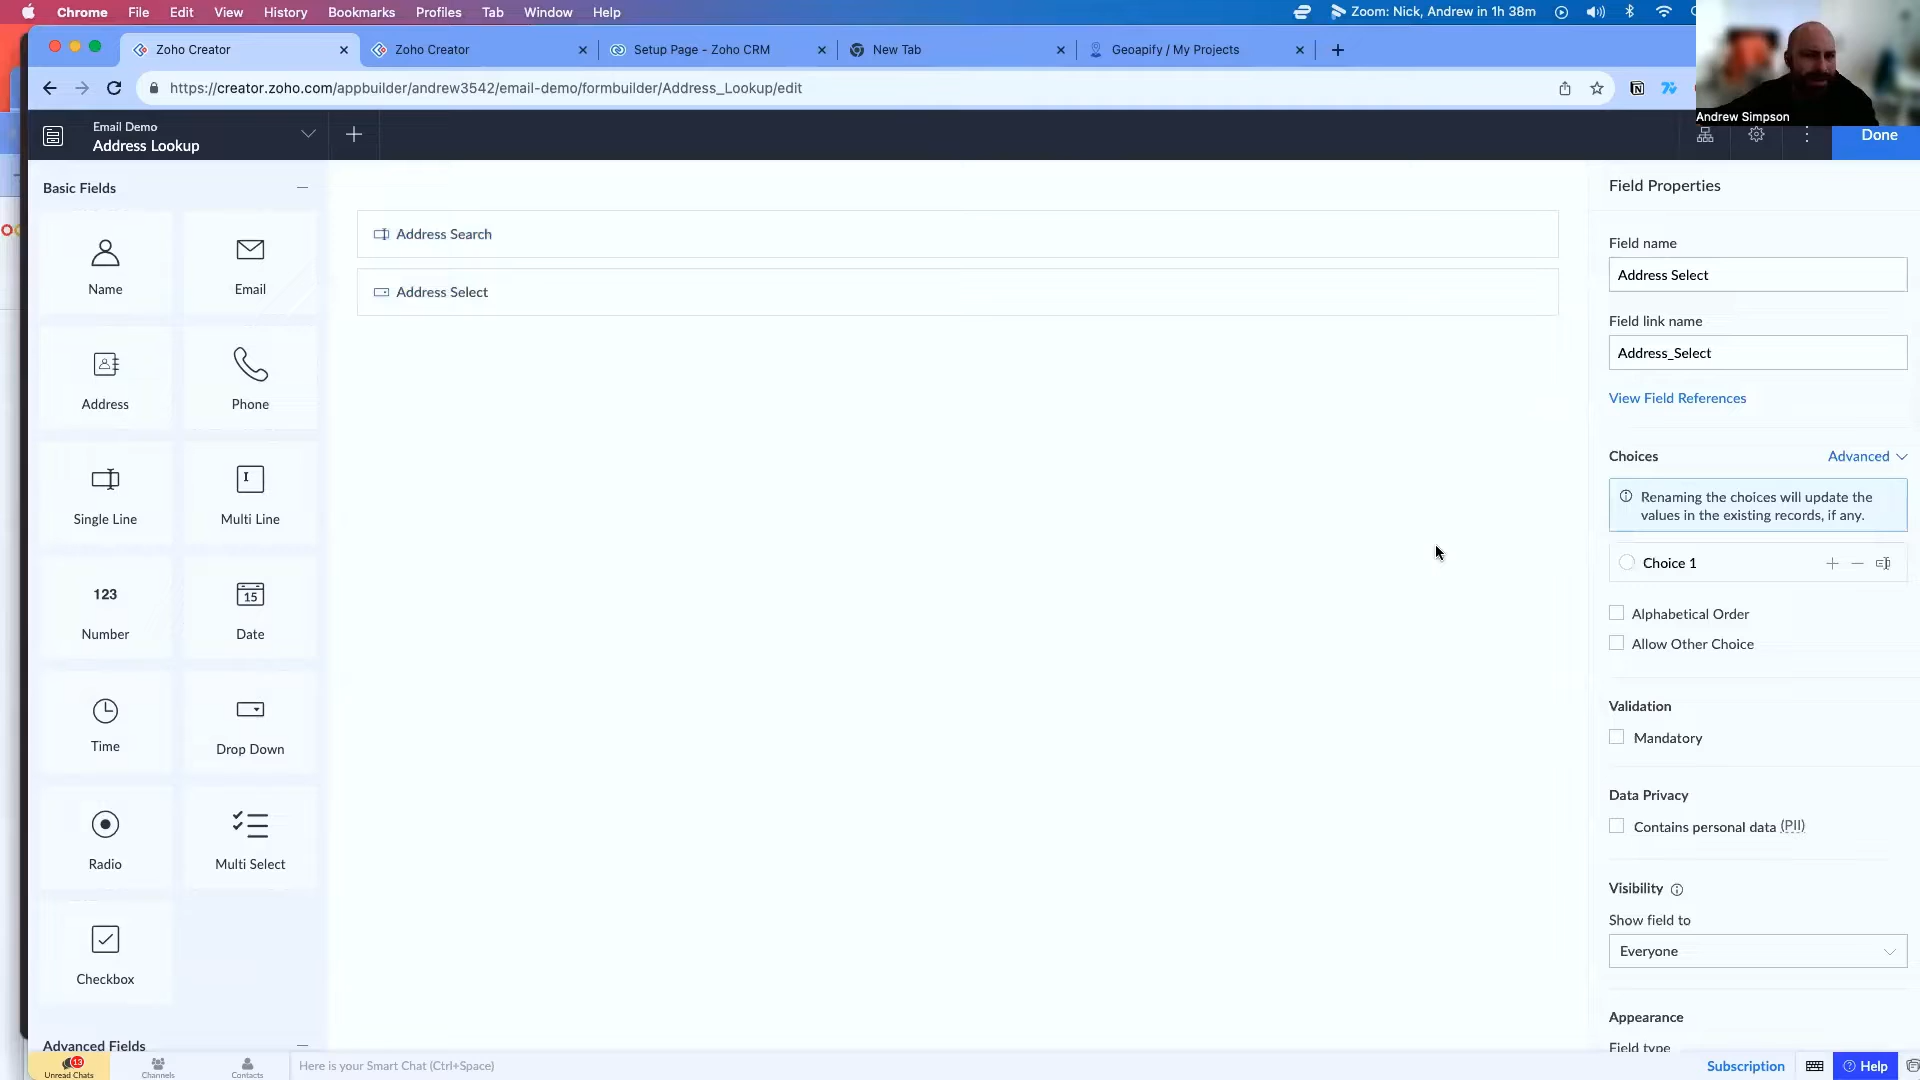 Chrome File Edit View History Bookmarks Profiles Tab Window Help Zoom: Nick, Andrew in 1h 38m
Zoho Creator Zoho Creator Setup Page - Zoho CRM New Tab Geoapify / My Projects
https://creator.zoho.com/appbuilder/andrew3542/email-demo/formbuilder/Address_Lookup/edit
Andrew Simpson
Email Demo
Address Lookup
Done
Basic Fields
Name
Email
Address
Phone
Single Line
Multi Line
123
Number
15
Date
Time
Drop Down
Radio
Multi Select
Checkbox
Advanced Fields
Address Search
Address Select
Field Properties
Field name
Address Select
Field link name
Address_Select
View Field References
Choices Advanced
Renaming the choices will update the
values in the existing records, if any.
Choice 1
Alphabetical Order
Allow Other Choice
Validation
Mandatory
Data Privacy
Contains personal data (PII)
Visibility
Show field to
Everyone
Appearance
Field type
13
Unread Chats
Channels
Contacts
Here is your Smart Chat (Ctrl+Space)
Subscription
Help